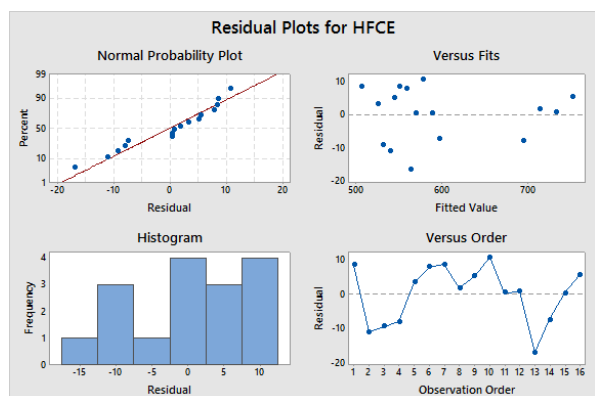 Residual Plots for HFCE
Normal Probability Plot
Percent
99
90
50
10
1
-20 -10 0 10 20
Residual
Versus Fits
Residual
10
0
-10
-20
500 600 700
Fitted Value
Histogram
Frequency
4
3
2
1
0
-15 -10 -5 0 5 10
Residual
Versus Order
Residual
10
0
-10
-20
1 2 3 4 5 6 7 8 9 10 11 12 13 14 15 16
Observation Order